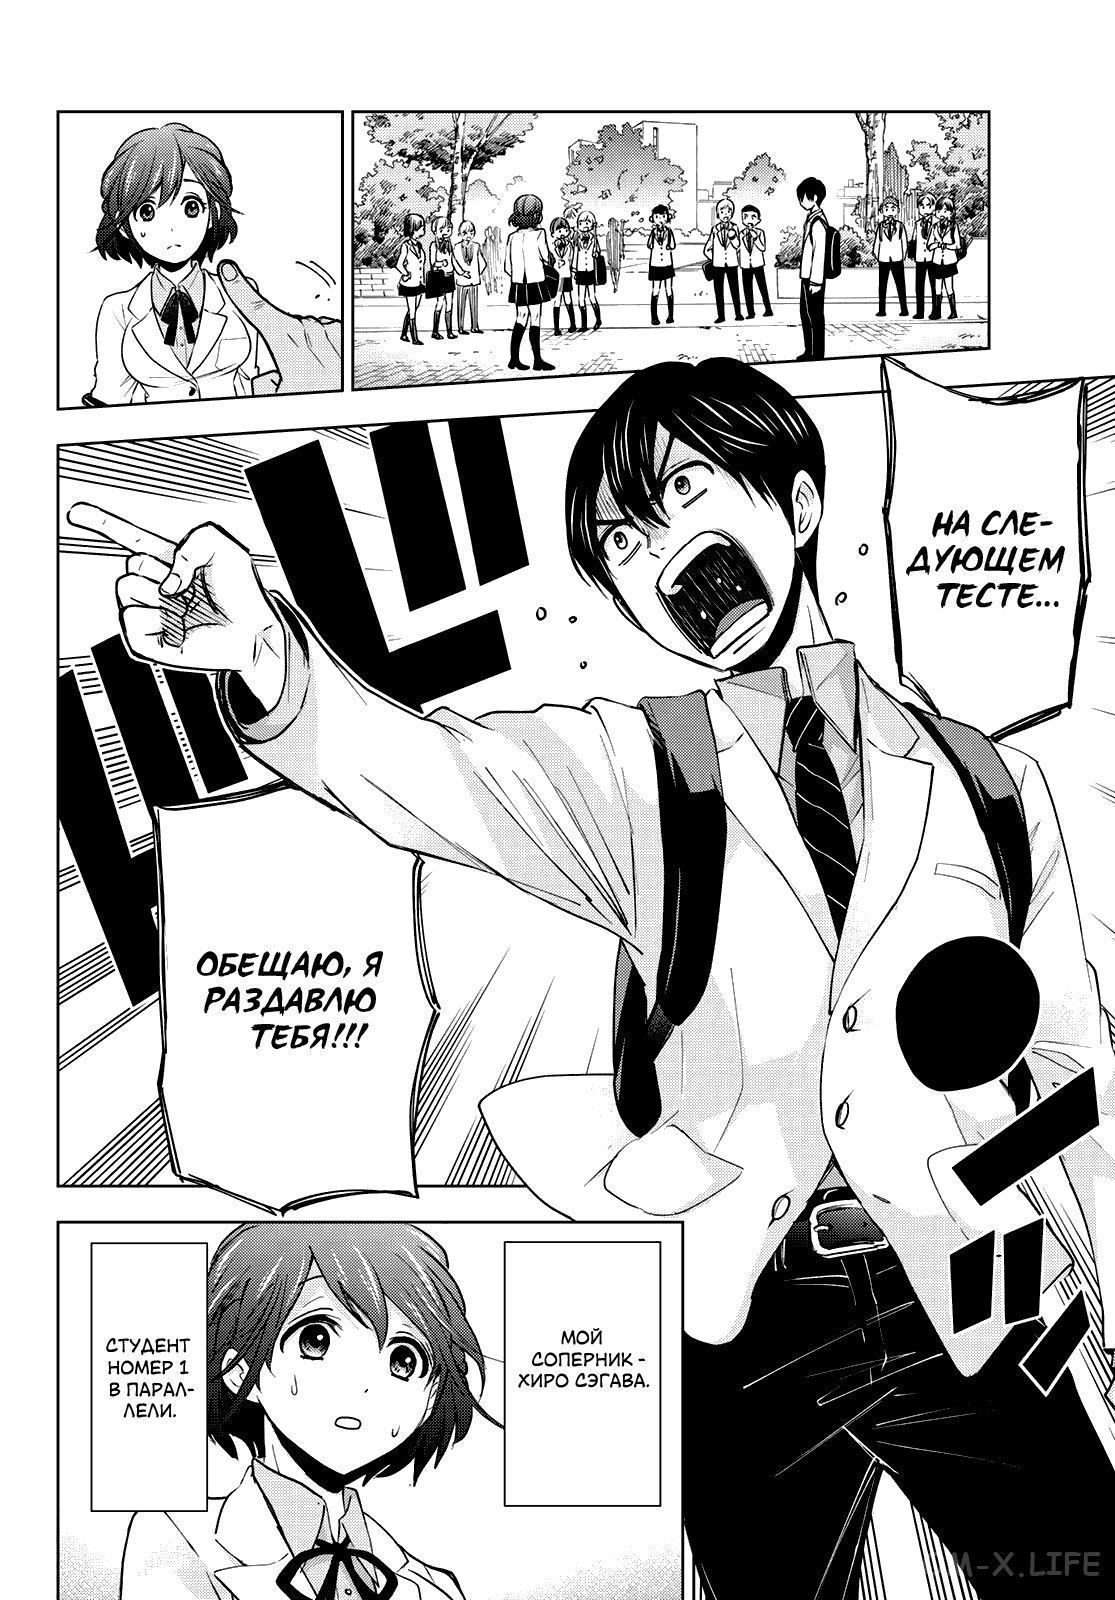 НА СЛЕ-
ДУЮЩЕМ
ТЕСТЕ...
ОБЕЩАЮ, Я
РАЗДАВЛЮ
ТЕБЯ!!!
МОЙ
СОПЕРНИК -
ХИРО СЭГАВА.
СТУДЕНТ
НОМЕР 1
В ПАРАЛ-
ЛЕЛИ.
M-X.LIFE